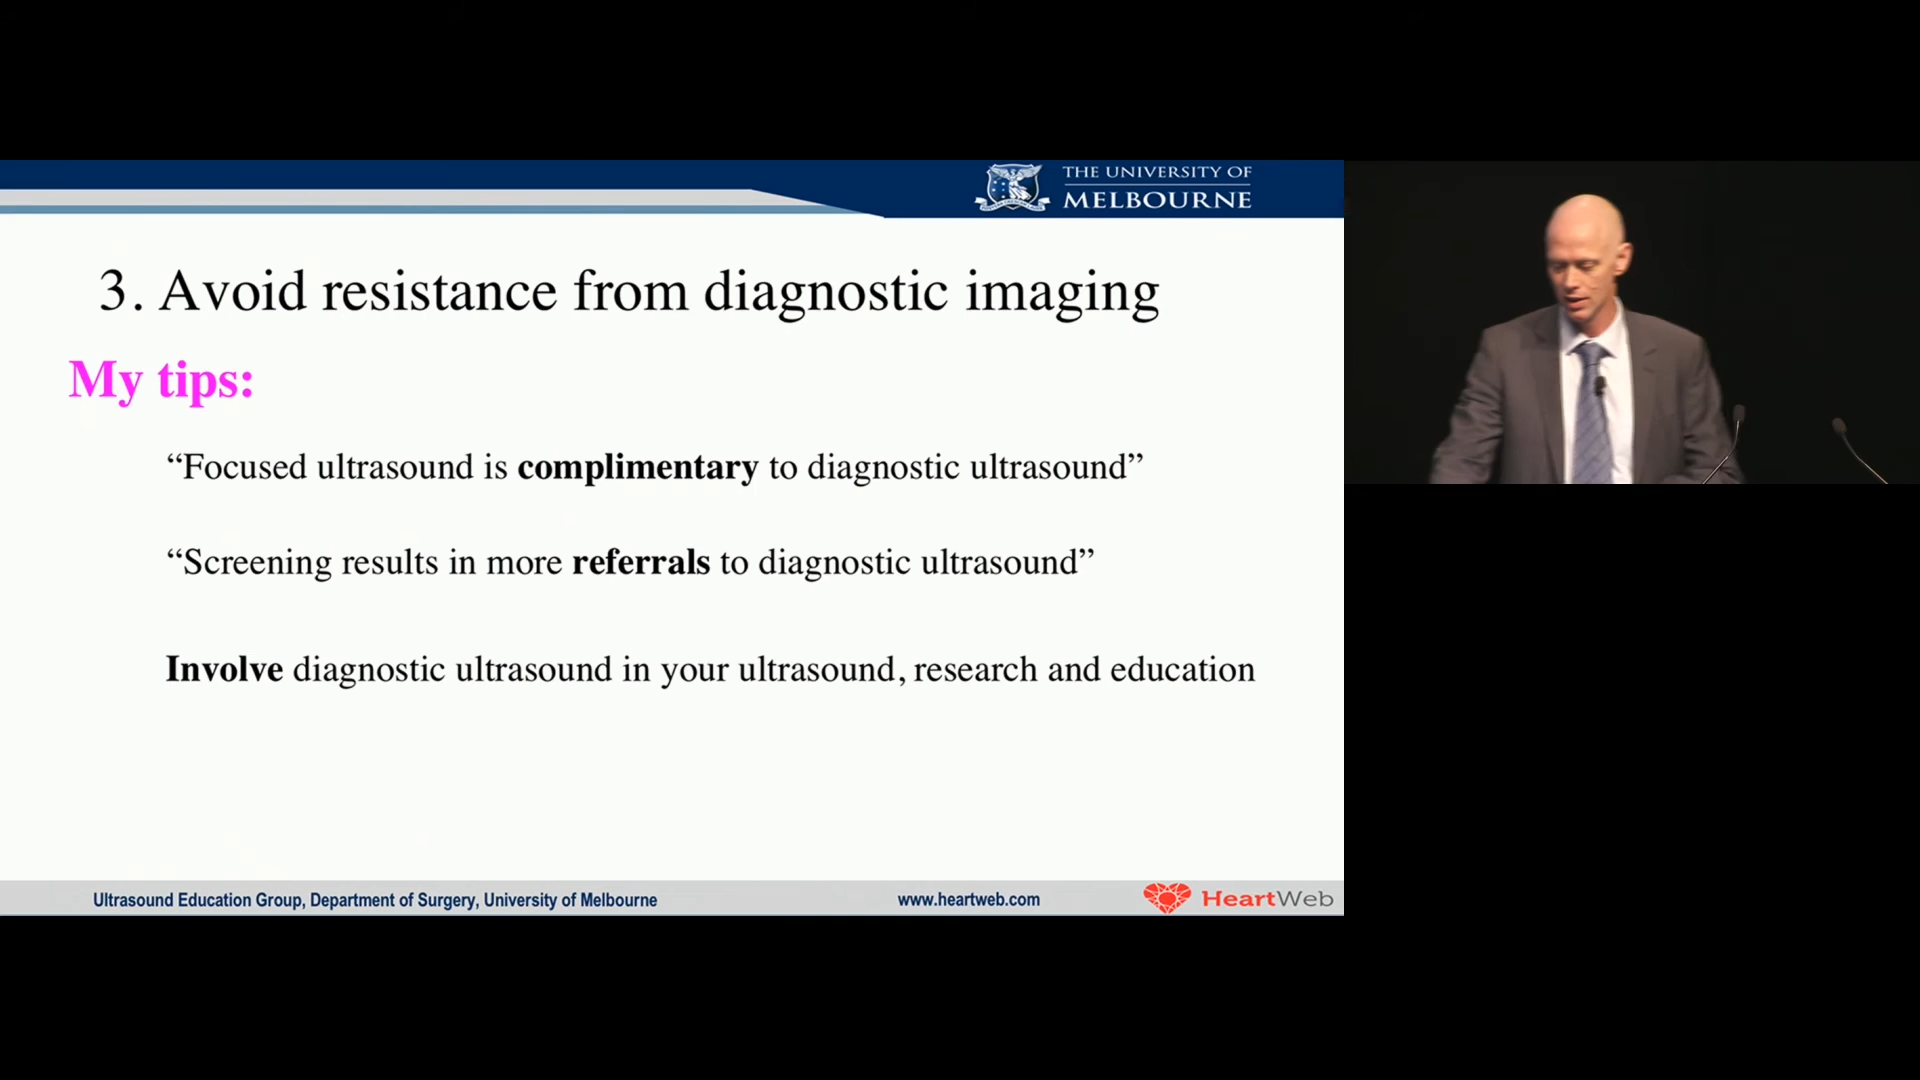 THE UNIVERSITY OF
MELBOURNE
3. Avoid resistance from diagnostic imaging
My tips:
“Focused ultrasound is complimentary to diagnostic ultrasound”
“Screening results in more referrals to diagnostic ultrasound”
Involve diagnostic ultrasound in your ultrasound, research and education
Ultrasound Education Group, Department of Surgery, University of Melbourne
www.heartweb.com
HeartWeb